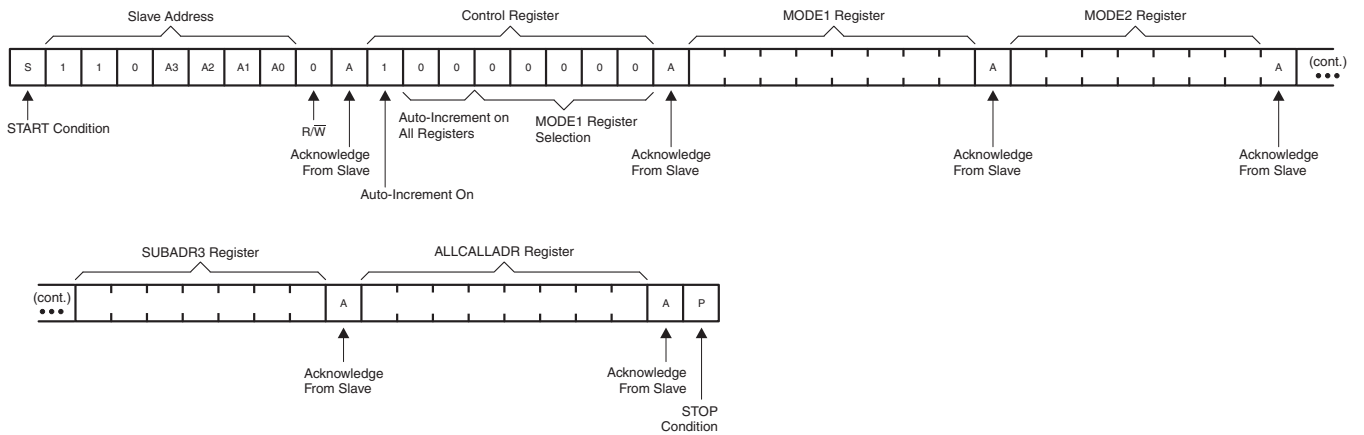 Slave Address
Control Register
MODE1 Register
MODE2 Register
S 1 1 0 A3 A2 A1 A0 0 A 1 0 0 0 0 0 0 0 A A A (cont.)
•••
START Condition
R/W̅
Acknowledge
From Slave
Auto-Increment On
Auto-Increment on
All Registers
MODE1 Register
Selection
Acknowledge
From Slave
Acknowledge
From Slave
Acknowledge
From Slave
SUBADR3 Register
ALLCALLADR Register
(cont.)
•••
A A P
Acknowledge
From Slave
Acknowledge
From Slave
STOP
Condition